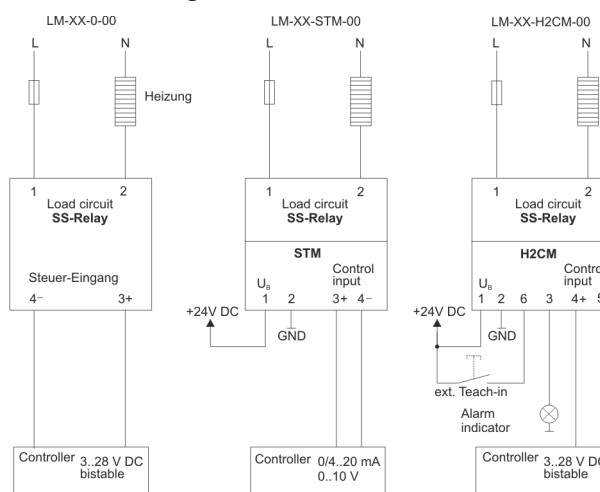 LM-XX-0-00
L N
Heizung
1 2
Load circuit
SS-Relay
Steuer-Eingang
4– 3+
Controller 3..28 V DC
bistable
LM-XX-STM-00
L N
1 2
Load circuit
SS-Relay
STM
Control
input
UB
1 2 3+ 4–
+24V DC
GND
Controller 0/4..20 mA
0..10 V
LM-XX-H2CM-00
L N
1 2
Load circuit
SS-Relay
H2CM
Contro
input
UB
1 2 6 3 4+ 5
+24V DC
GND
ext. Teach-in
Alarm
indicator
Controller 3..28 V DC
bistable